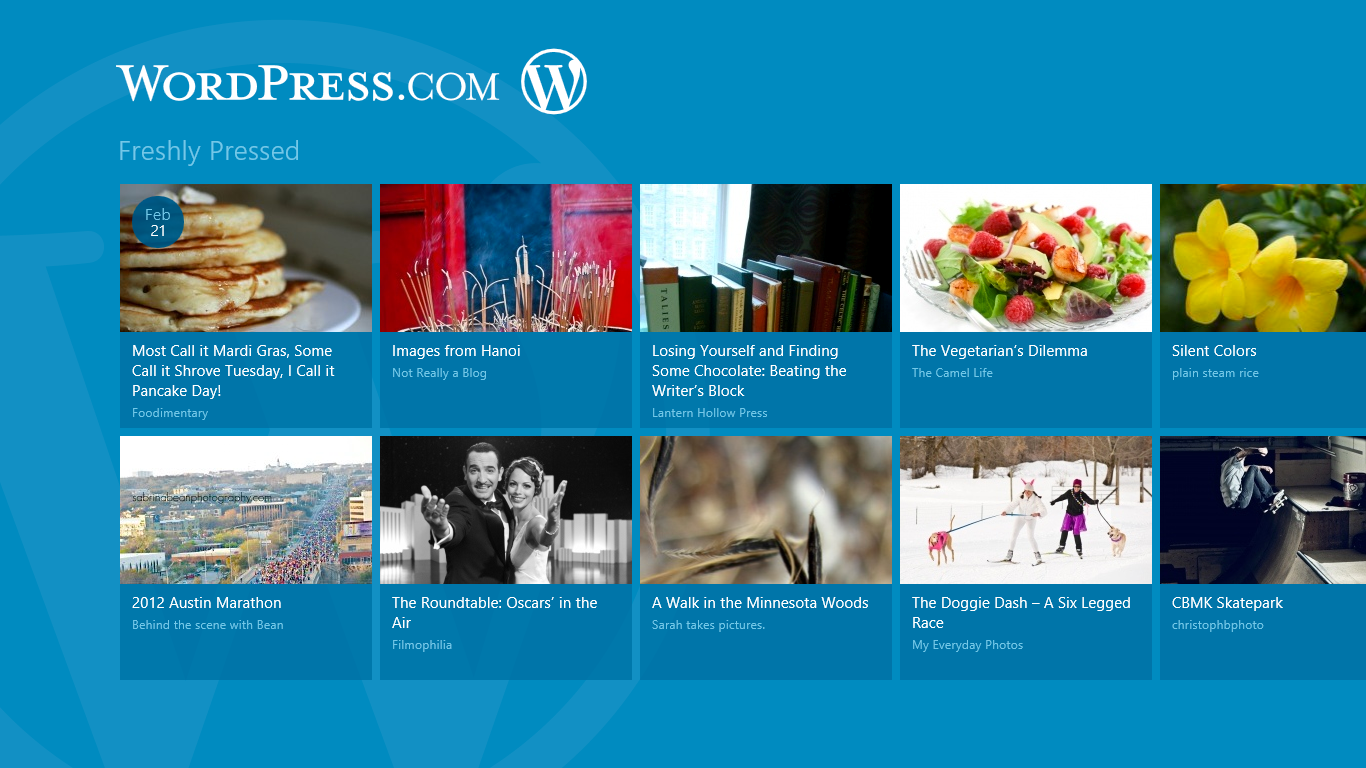 WORDPRESS.COM W
Freshly Pressed
Feb
21
Most Call it Mardi Gras, Some
Call it Shrove Tuesday, I Call it
Pancake Day!
Foodimentary
Images from Hanoi
Not Really a Blog
TALIES
Losing Yourself and Finding
Some Chocolate: Beating the
Writer’s Block
Lantern Hollow Press
The Vegetarian’s Dilemma
The Camel Life
Silent Colors
plain steam rice
sabrinabeanphotography.com
2012 Austin Marathon
Behind the scene with Bean
The Roundtable: Oscars’ in the
Air
Filmophilia
A Walk in the Minnesota Woods
Sarah takes pictures.
The Doggie Dash – A Six Legged
Race
My Everyday Photos
CBMK Skatepark
christophbphoto